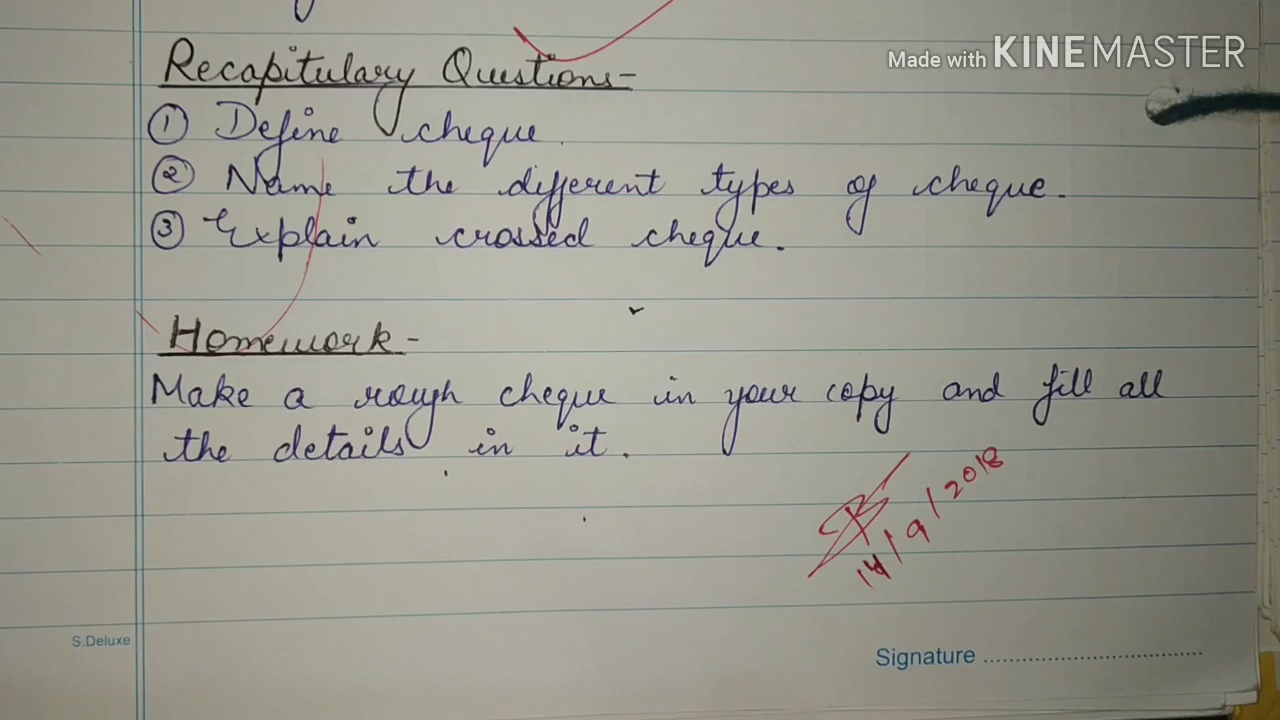 Made with KINEMASTER
Recapitulary Questions-
① Define cheque.
② Name the different types of cheque.
③ Explain crossed cheque.
Homework-
Make a rough cheque in your copy and fill all
the details in it.
14/9/2018
S.Deluxe
Signature ....................................